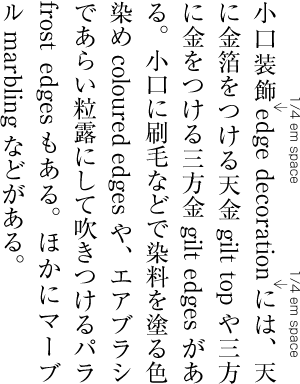 小口装飾 edge decoration には、天
に金箔をつける天金 gilt top や三方
に金をつける三方金 gilt edges があ
る。小口に刷毛などで染料を塗る色
染め coloured edges や、エアブラシ
であらい粒露にして吹きつけるパラ
frost edges もある。ほかにマーブ
ル marbling などがある。
1/4 em space
1/4 em space